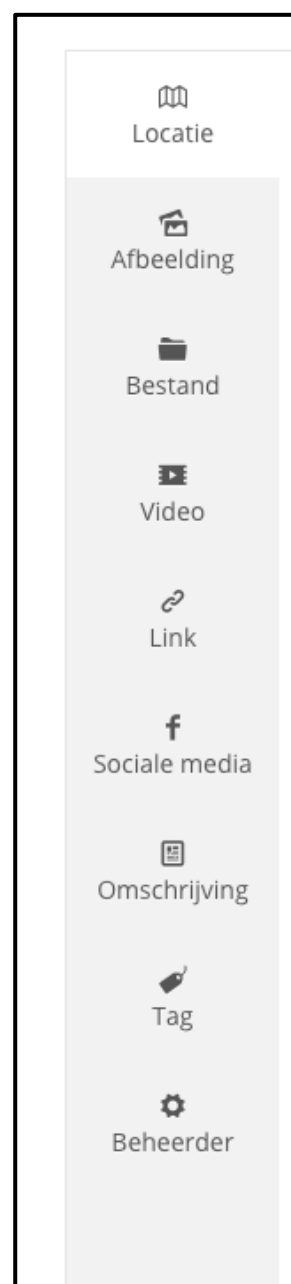 Locatie
Afbeelding
Bestand
Video
Link
Sociale media
Omschrijving
Tag
Beheerder